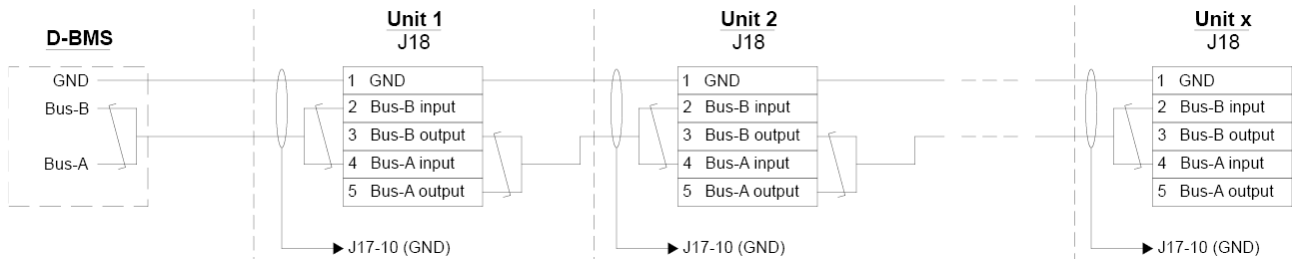 D-BMS
GND
Bus-B
Bus-A
Unit 1
J18
1 GND
2 Bus-B input
3 Bus-B output
4 Bus-A input
5 Bus-A output
J17-10 (GND)
Unit 2
J18
1 GND
2 Bus-B input
3 Bus-B output
4 Bus-A input
5 Bus-A output
J17-10 (GND)
Unit x
J18
1 GND
2 Bus-B input
3 Bus-B output
4 Bus-A input
5 Bus-A output
J17-10 (GND)